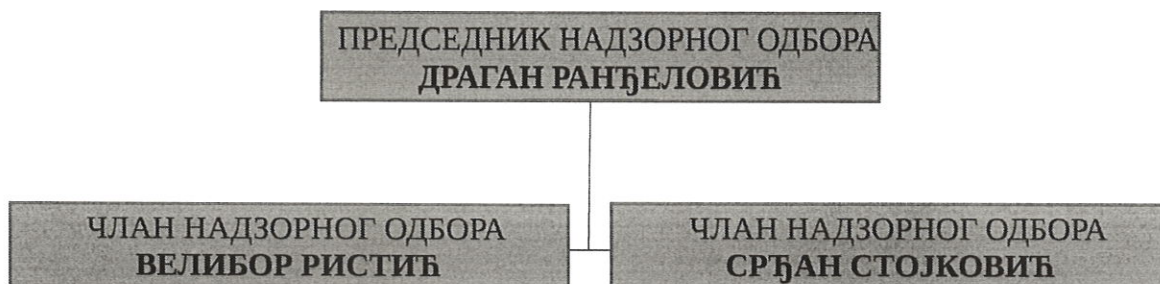 ПРЕДСЕДНИК НАДЗОРНОГ ОДБОРА
ДРАГАН РАНЂЕЛОВИЋ
ЧЛАН НАДЗОРНОГ ОДБОРА
ВЕЛИБОР РИСТИЋ
ЧЛАН НАДЗОРНОГ ОДБОРА
СРЂАН СТОЈКОВИЋ